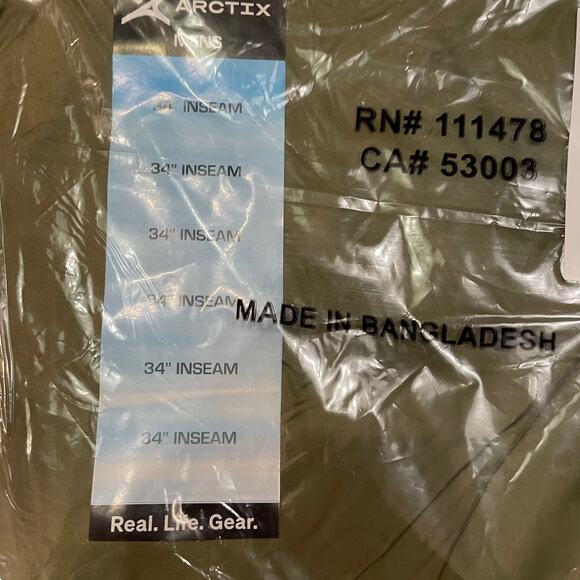 ARCTIX
MENS
34" INSEAM
34" INSEAM
34" INSEAM
34" INSEAM
34" INSEAM
34" INSEAM
Real. Life. Gear.
RN# 111478
CA# 53003
MADE IN BANGLADESH